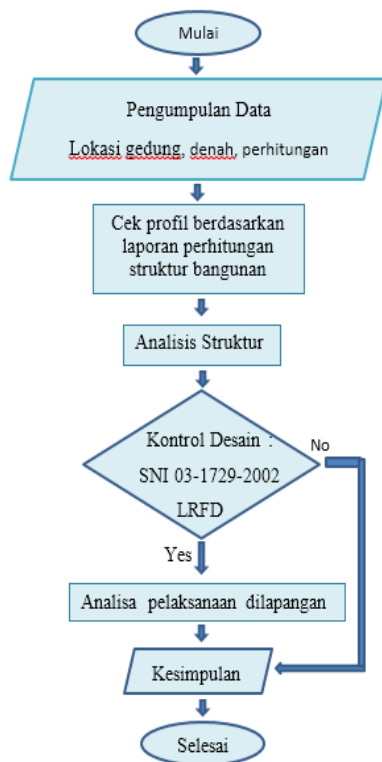 Mulai
Pengumpulan Data
Lokasi gedung, denah, perhitungan
Cek profil berdasarkan
laporan perhitungan
struktur bangunan
Analisis Struktur
Kontrol Desain :
SNI 03-1729-2002
LRFD
No
Yes
Analisa pelaksanaan dilapangan
Kesimpulan
Selesai